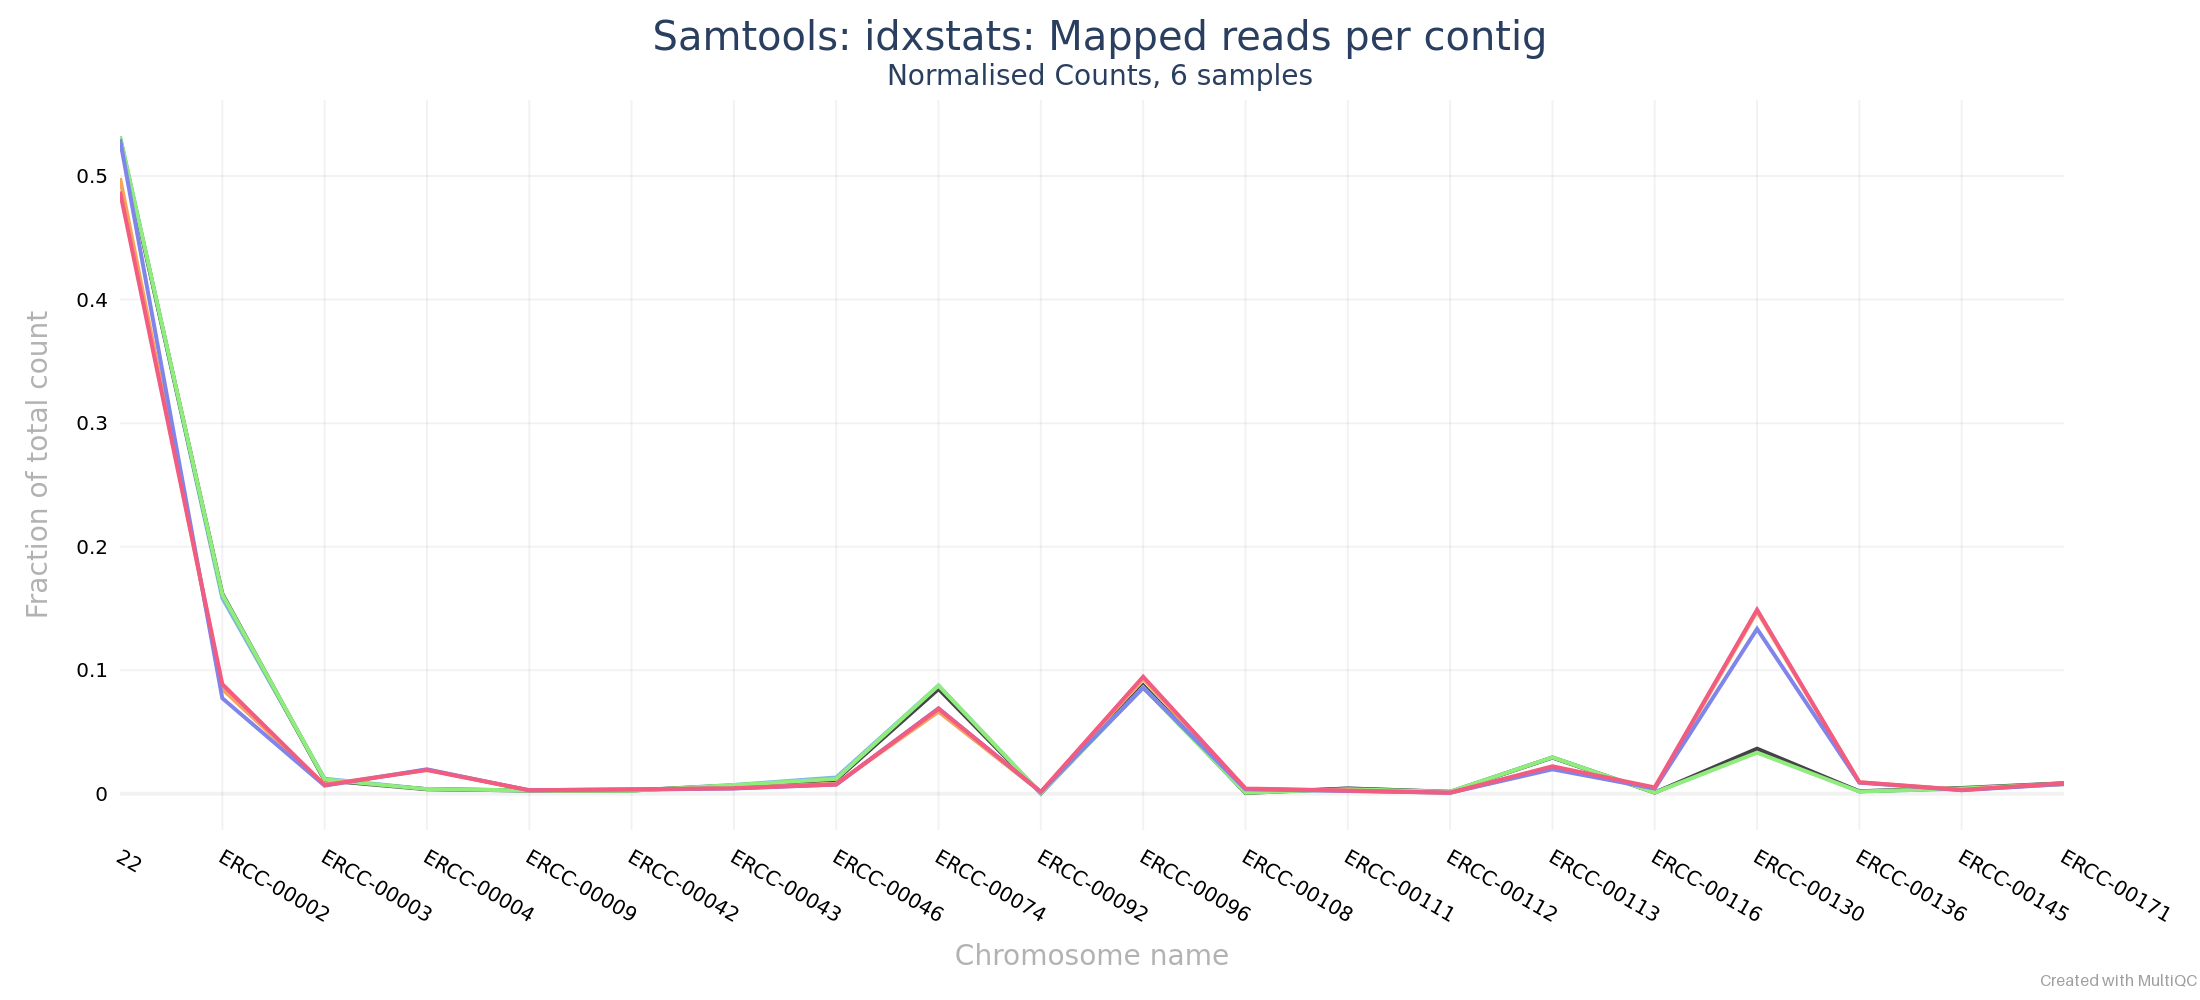 Samtools: idxstats: Mapped reads per contig
Normalised Counts, 6 samples
Fraction of total count
0.5
0.4
0.3
0.2
0.1
0
22
ERCC-00002
ERCC-00003
ERCC-00004
ERCC-00009
ERCC-00042
ERCC-00043
ERCC-00046
ERCC-00074
ERCC-00092
ERCC-00096
ERCC-00108
ERCC-00111
ERCC-00112
ERCC-00113
ERCC-00116
ERCC-00130
ERCC-00136
ERCC-00145
ERCC-00171
Chromosome name
Created with MultiQC